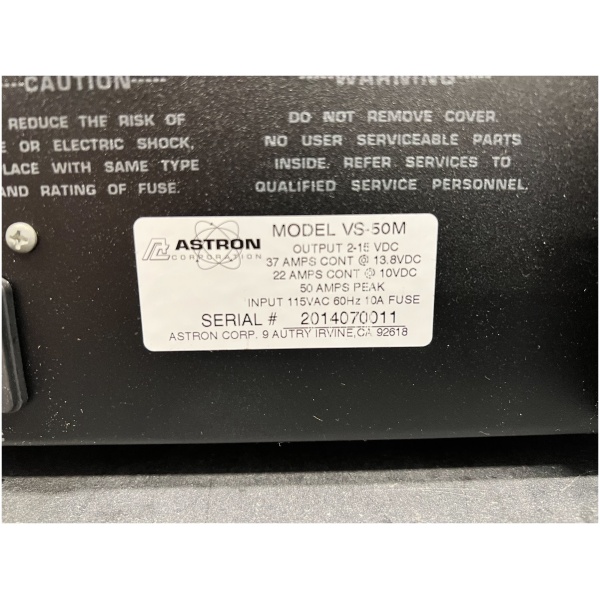 ----CAUTION-----
REDUCE THE RISK OF
E OR ELECTRIC SHOCK,
PLACE WITH SAME TYPE
AND RATING OF FUSE.
-----WARNING-----
DO NOT REMOVE COVER.
NO USER SERVICEABLE PARTS
INSIDE. REFER SERVICES TO
QUALIFIED SERVICE PERSONNEL.
ASTRON
CORPORATION
MODEL VS-50M
OUTPUT 2-15 VDC
37 AMPS CONT @ 13.8VDC
22 AMPS CONT @ 10VDC
50 AMPS PEAK
INPUT 115VAC 60Hz 10A FUSE
SERIAL # 2014070011
ASTRON CORP. 9 AUTRY IRVINE,CA 92618